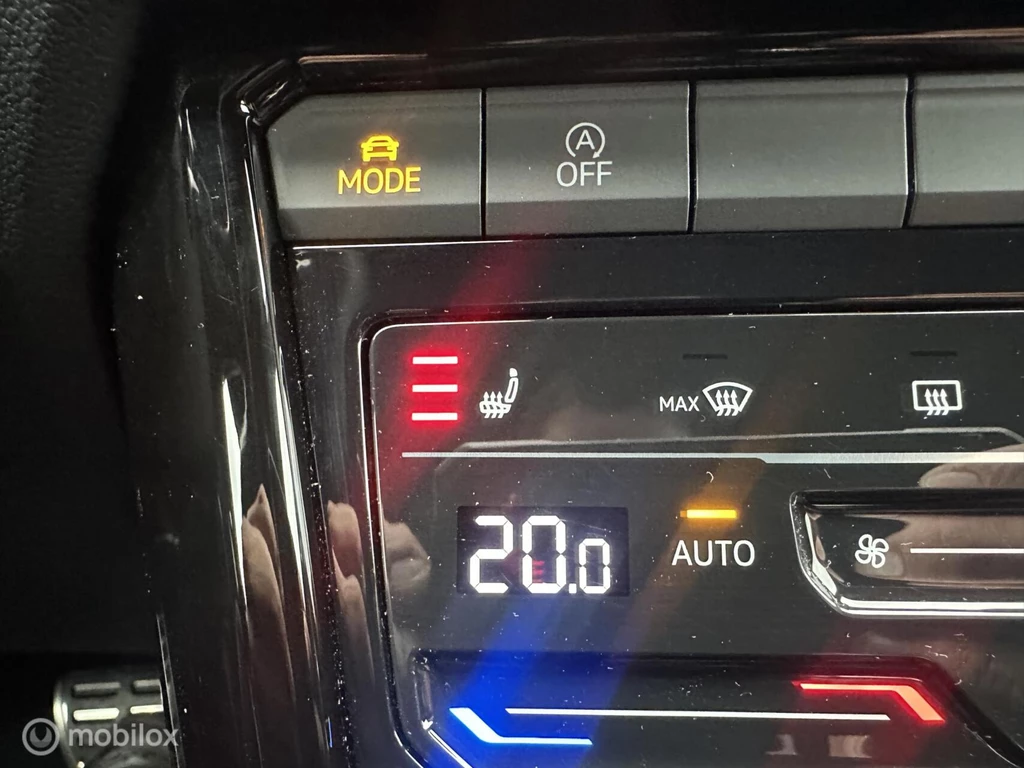 MODE
A
OFF
MAX
20.0
AUTO
mobilox